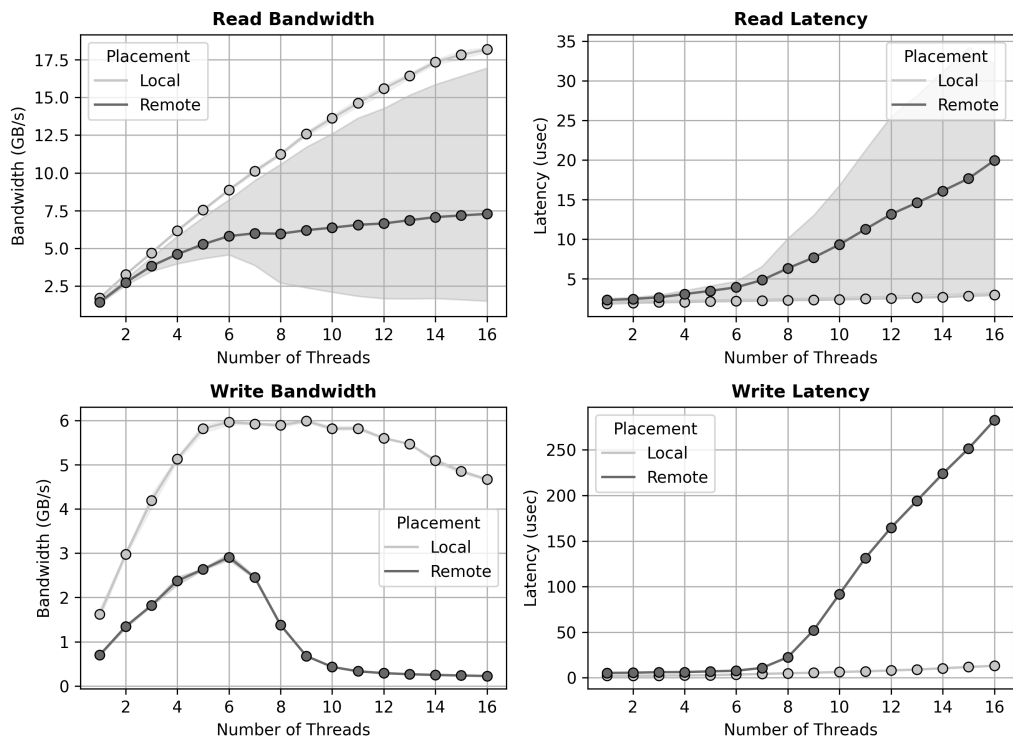 Read Bandwidth
Bandwidth (GB/s)
17.5
15.0
12.5
10.0
7.5
5.0
2.5
Placement
Local
Remote
2 4 6 8 10 12 14 16
Number of Threads
Read Latency
Latency (usec)
35
30
25
20
15
10
5
Placement
Local
Remote
2 4 6 8 10 12 14 16
Number of Threads
Write Bandwidth
Bandwidth (GB/s)
6
5
4
3
2
1
0
Placement
Local
Remote
2 4 6 8 10 12 14 16
Number of Threads
Write Latency
Latency (usec)
250
200
150
100
50
0
Placement
Local
Remote
2 4 6 8 10 12 14 16
Number of Threads